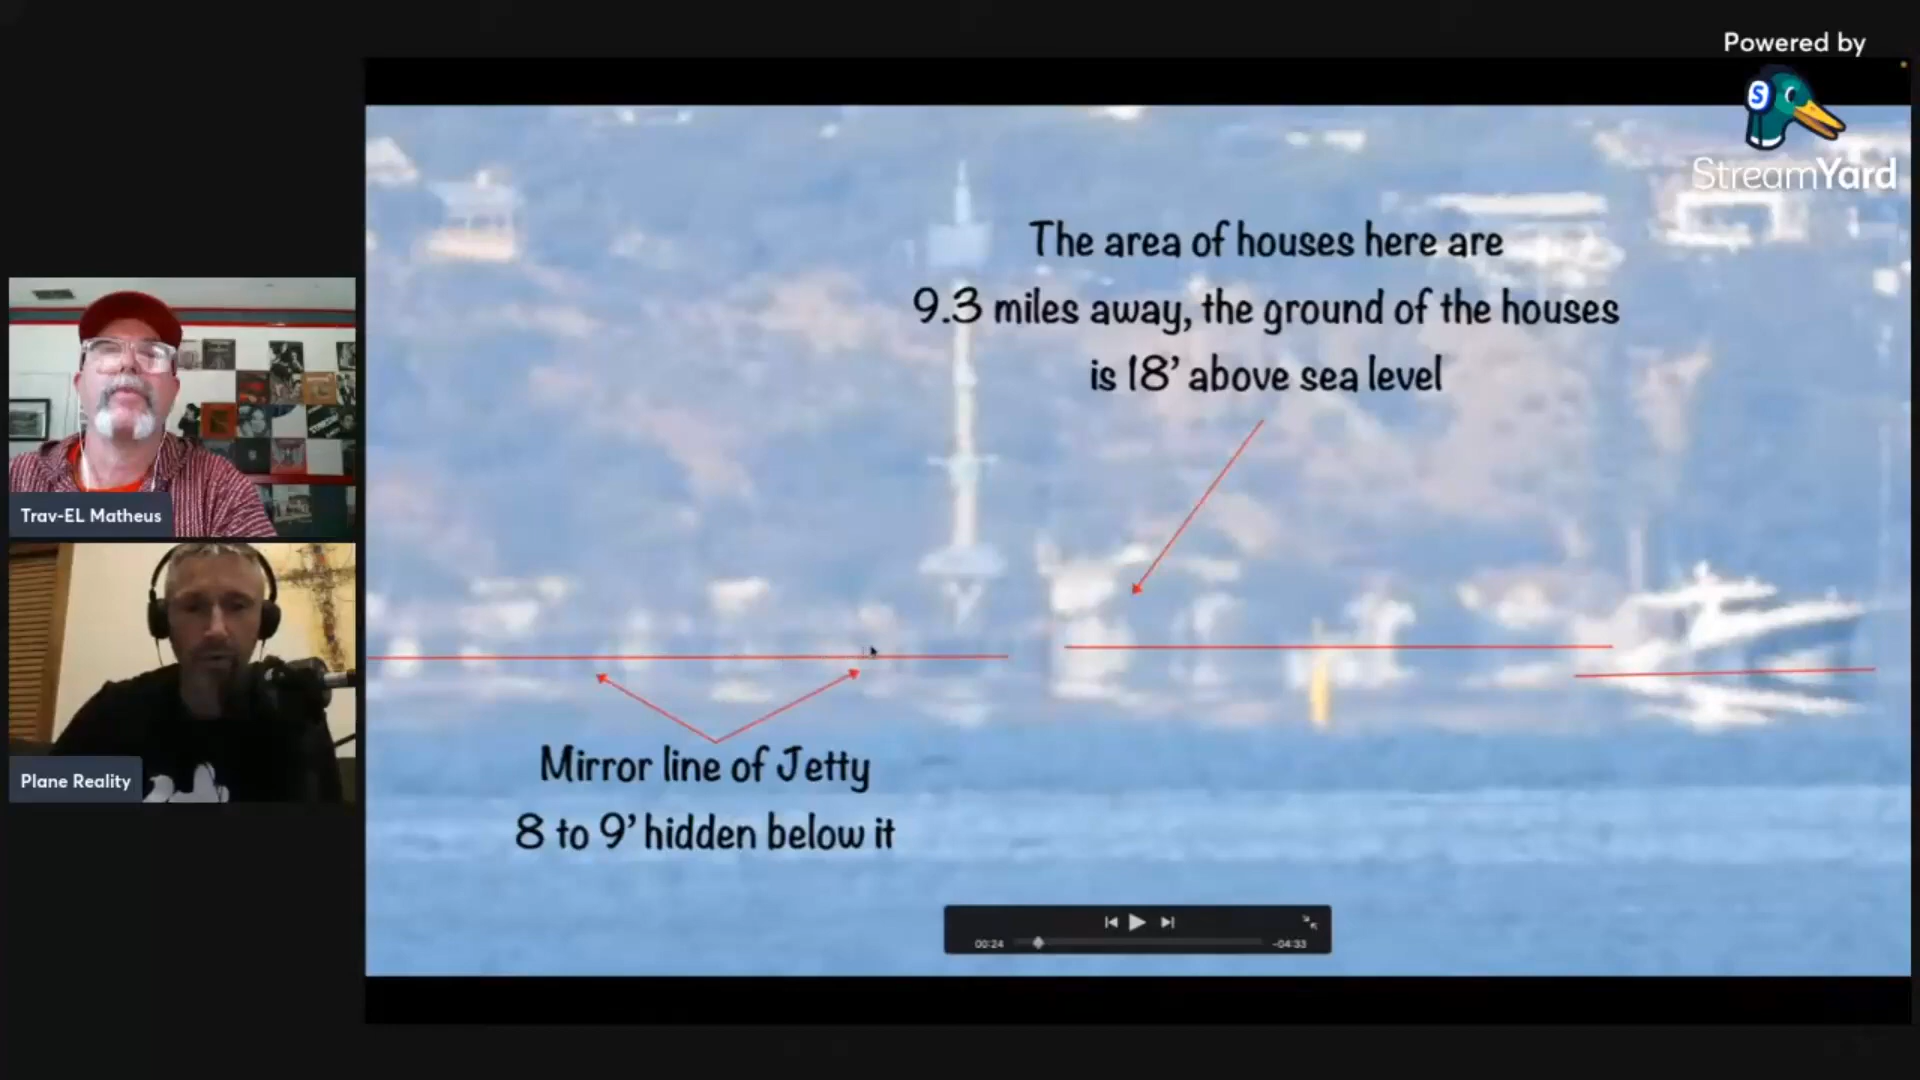 Powered by
S
StreamYard
The area of houses here are
9.3 miles away, the ground of the houses
is 18' above sea level
Trav-EL Matheus
Plane Reality
Mirror line of Jetty
8 to 9' hidden below it
00:24
-04:33